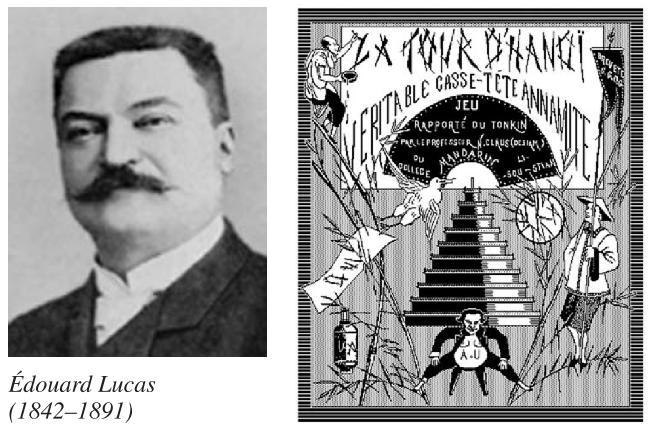 LA TOUR D'HANOÏ
VERITABLE CASSE-TÊTE ANNAMITE
JEU
RAPPORTÉ DU TONKIN
PAR LE PROFESSEUR N. CLAUS (DE SIAM)
DU COLLÈGE
MANDARIN
LI-SOU-STIAN
A U
Édouard Lucas
(1842–1891)